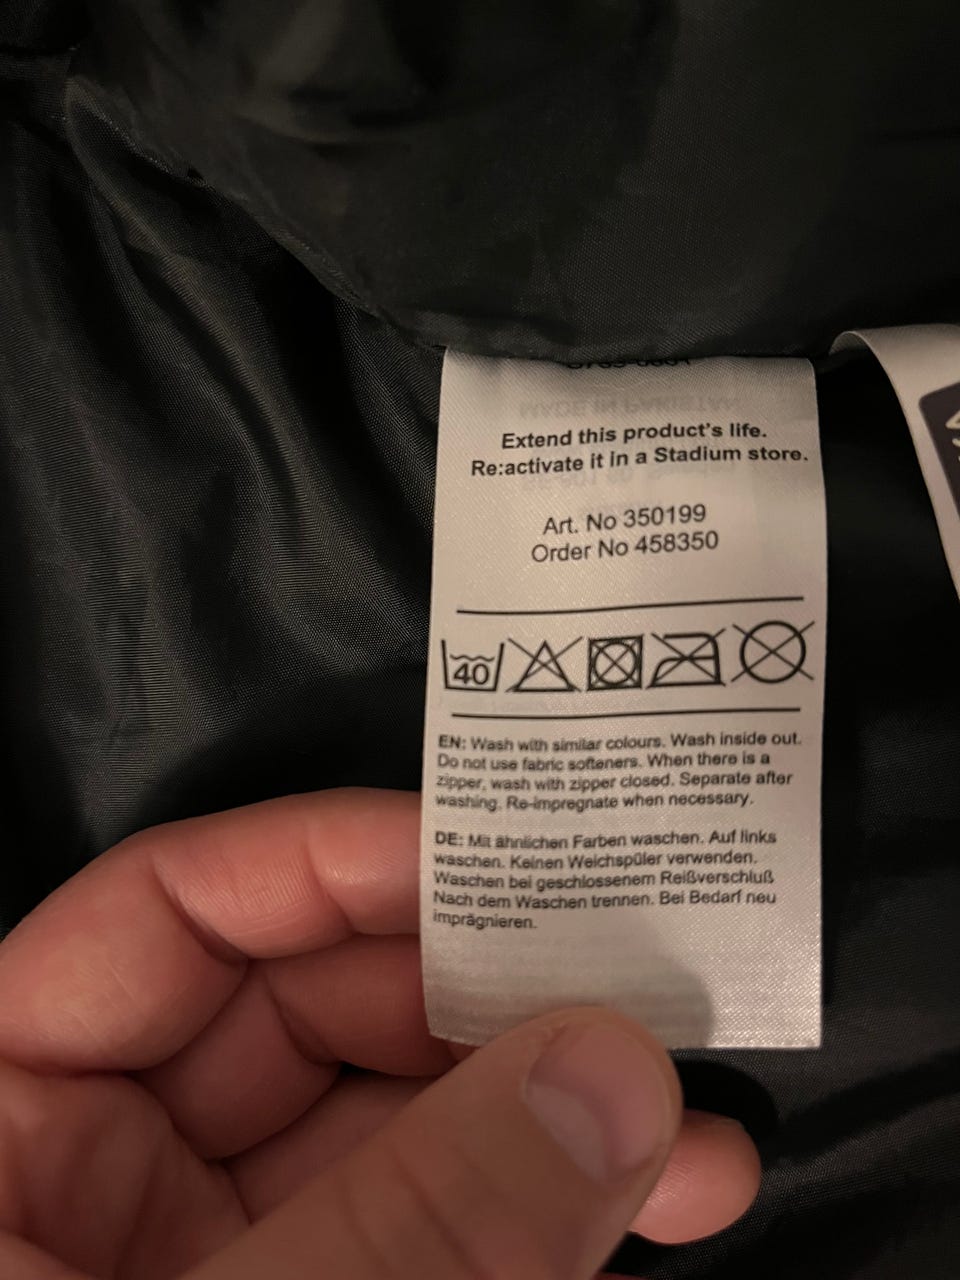 Extend this product's life.
Re:activate it in a Stadium store.
Art. No 350199
Order No 458350
40
EN: Wash with similar colours. Wash inside out.
Do not use fabric softeners. When there is a
zipper, wash with zipper closed. Separate after
washing. Re-impregnate when necessary.
DE: Mit ähnlichen Farben waschen. Auf links
waschen. Keinen Weichspüler verwenden.
Waschen bei geschlossenem Reißverschluß
Nach dem Waschen trennen. Bei Bedarf neu
imprägnieren.